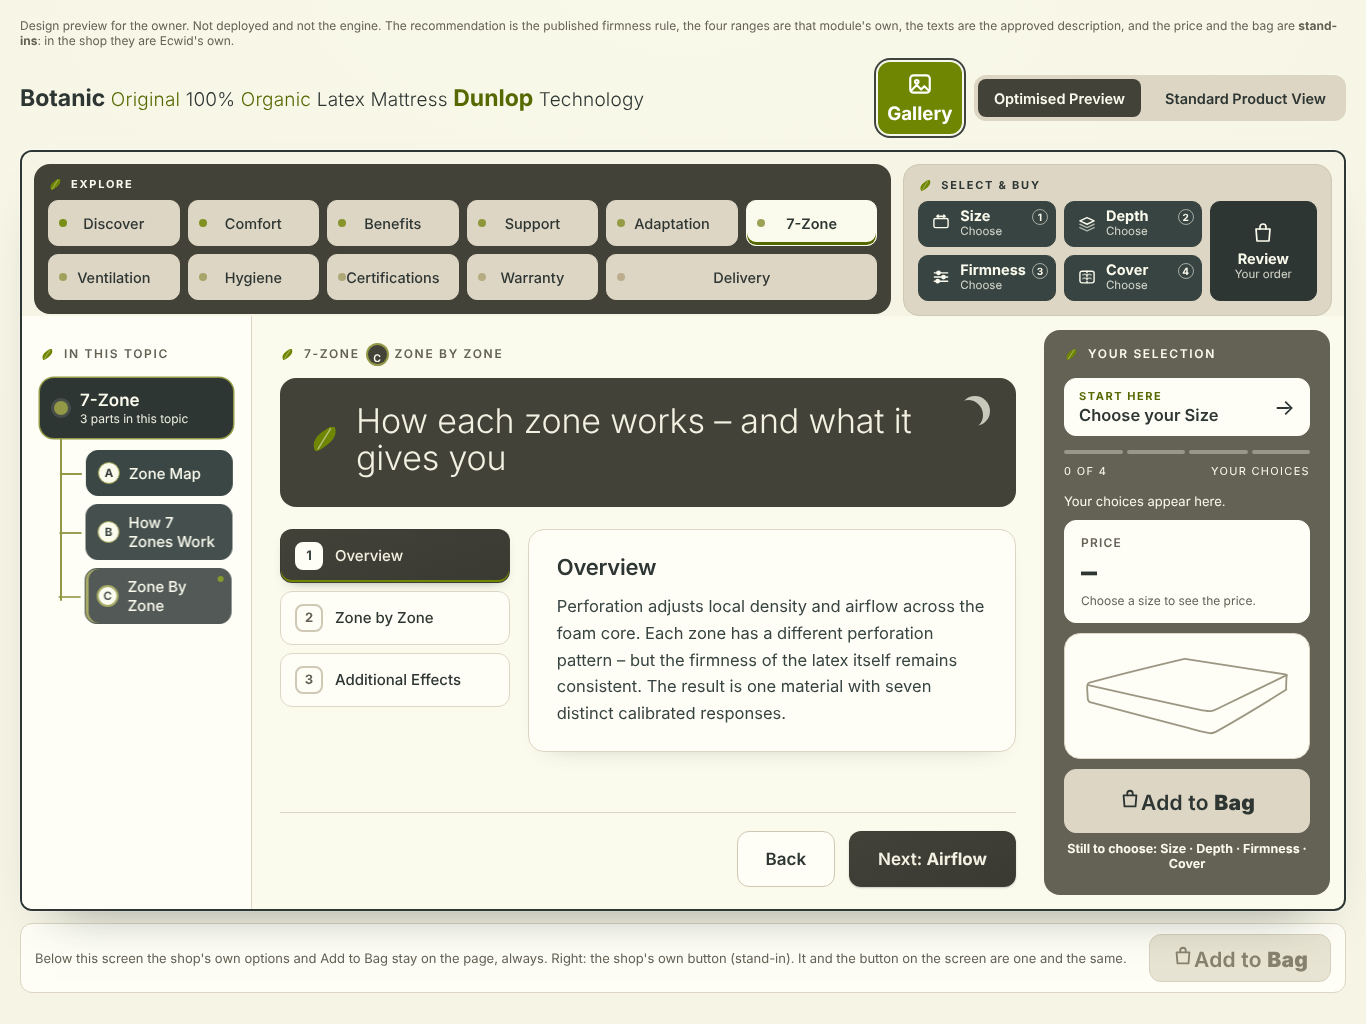 Design preview for the owner. Not deployed and not the engine. The recommendation is the published firmness rule, the four ranges are that module's own, the texts are the approved description, and the price and the bag are stand-
ins: in the shop they are Ecwid's own.
Botanic Original 100% Organic Latex Mattress Dunlop Technology
Gallery
Optimised Preview
Standard Product View
EXPLORE
Discover
Comfort
Benefits
Support
Adaptation
7-Zone
Ventilation
Hygiene
Certifications
Warranty
Delivery
SELECT & BUY
Size
Choose
1
Depth
Choose
2
Firmness
Choose
3
Cover
Choose
4
Review
Your order
IN THIS TOPIC
7-Zone
3 parts in this topic
A
Zone Map
B
How 7
Zones Work
C
Zone By
Zone
7-ZONE C ZONE BY ZONE
How each zone works – and what it
gives you
1 Overview
2 Zone by Zone
3 Additional Effects
Overview
Perforation adjusts local density and airflow across the
foam core. Each zone has a different perforation
pattern – but the firmness of the latex itself remains
consistent. The result is one material with seven
distinct calibrated responses.
Back
Next: Airflow
YOUR SELECTION
START HERE
Choose your Size
0 OF 4
YOUR CHOICES
Your choices appear here.
PRICE
–
Choose a size to see the price.
Add to Bag
Still to choose: Size · Depth · Firmness ·
Cover
Below this screen the shop's own options and Add to Bag stay on the page, always. Right: the shop's own button (stand-in). It and the button on the screen are one and the same.
Add to Bag